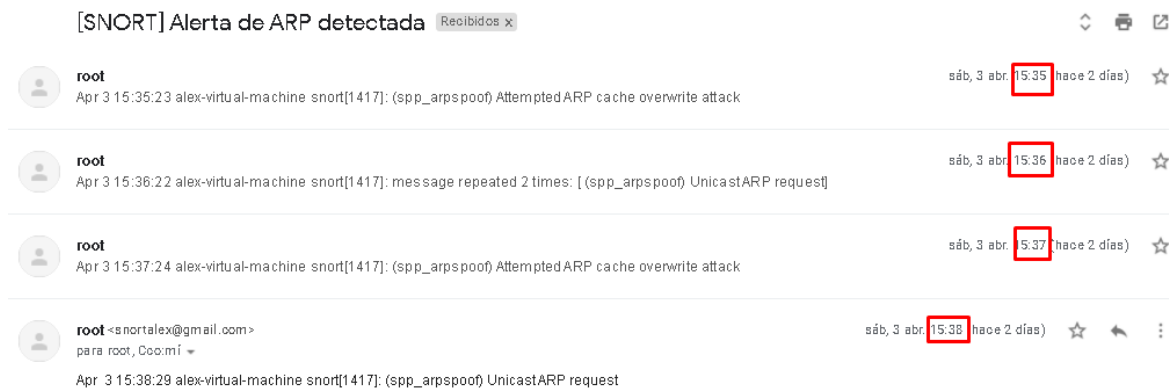 [SNORT] Alerta de ARP detectada Recibidos x
root sáb, 3 abr. 15:35 (hace 2 días)
Apr 3 15:35:23 alex-virtual-machine snort[1417]: (spp_arpspoof) Attempted ARP cache overwrite attack
root sáb, 3 abr. 15:36 (hace 2 días)
Apr 3 15:36:22 alex-virtual-machine snort[1417]: message repeated 2 times: [ (spp_arpspoof) Unicast ARP request]
root sáb, 3 abr. 15:37 (hace 2 días)
Apr 3 15:37:24 alex-virtual-machine snort[1417]: (spp_arpspoof) Attempted ARP cache overwrite attack
root <snortalex@gmail.com> sáb, 3 abr. 15:38 (hace 2 días)
para root, Cco:mí
Apr 3 15:38:29 alex-virtual-machine snort[1417]: (spp_arpspoof) Unicast ARP request